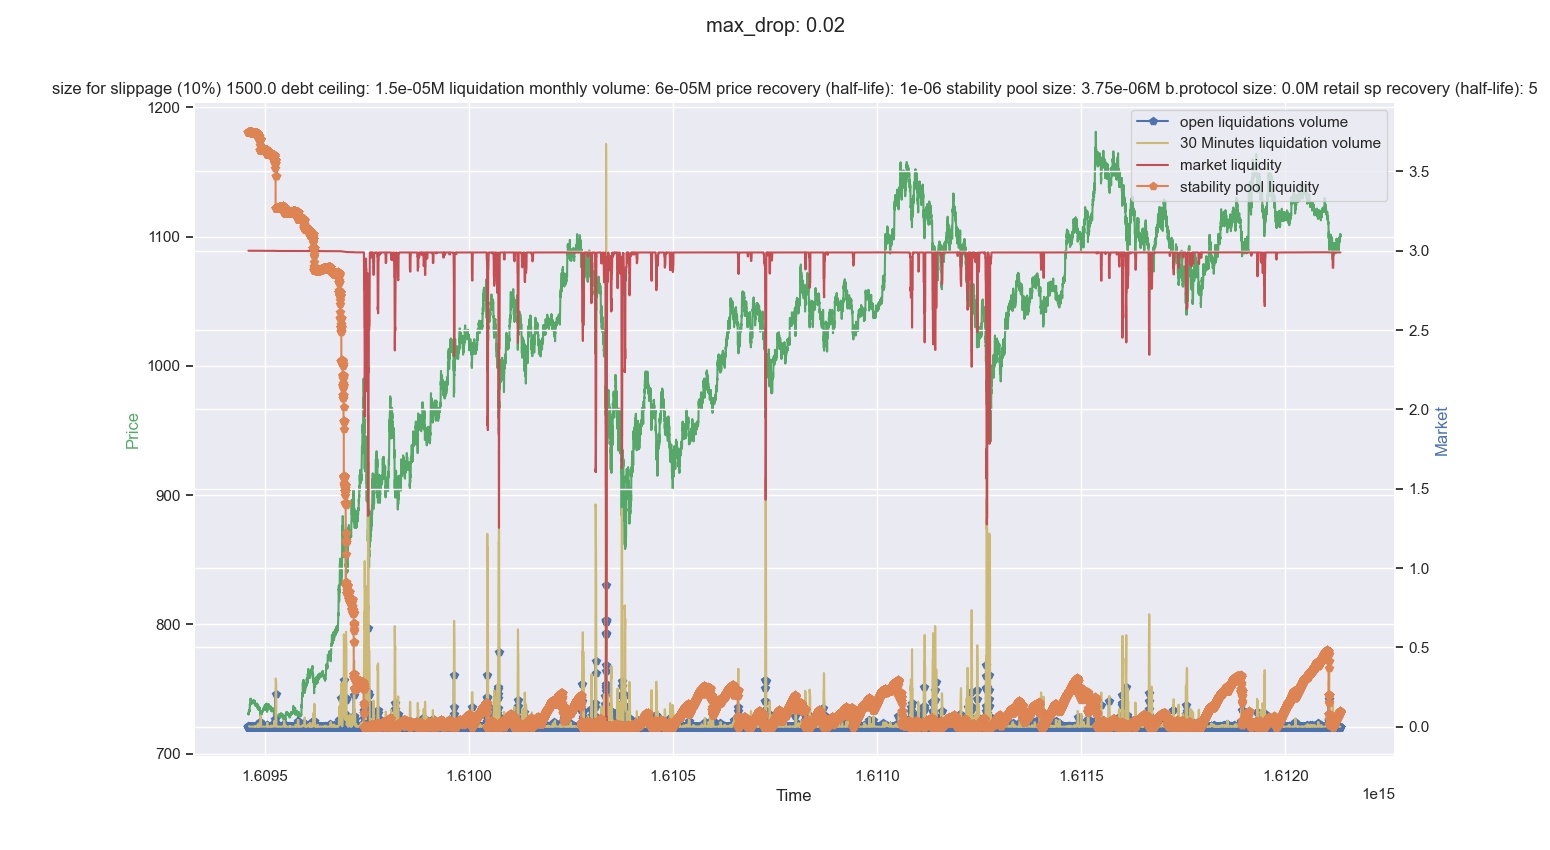 max_drop: 0.02
size for slippage (10%) 1500.0 debt ceiling: 1.5e-05M liquidation monthly volume: 6e-05M price recovery (half-life): 1e-06 stability pool size: 3.75e-06M b.protocol size: 0.0M retail sp recovery (half-life): 5
open liquidations volume
30 Minutes liquidation volume
market liquidity
stability pool liquidity
1200
1100
1000
900
800
700
Price
3.5
3.0
2.5
2.0
1.5
1.0
0.5
0.0
Market
1.6095
1.6100
1.6105
1.6110
1.6115
1.6120
1e15
Time